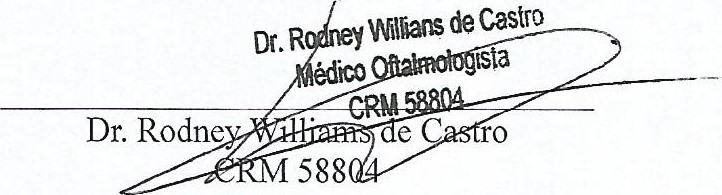 Dr. Rodney Willians de Castro
Médico Oftalmologista
CRM 58804
Dr. Rodney Williams de Castro
CRM 58804